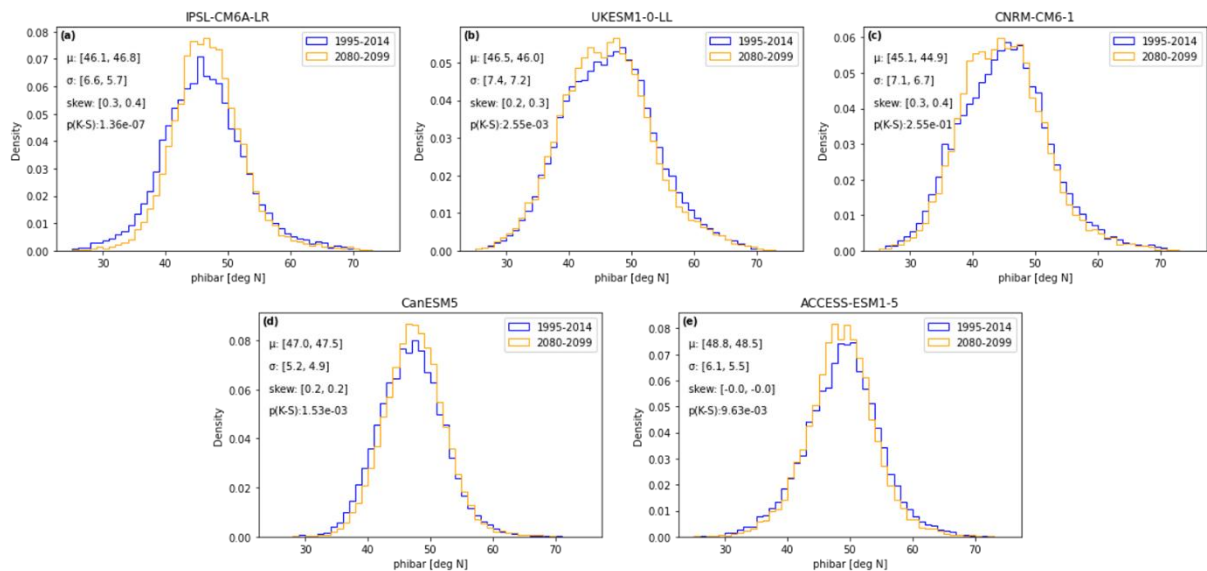 IPSL-CM6A-LR
(a)
μ: [46.1, 46.8]
σ: [6.6, 5.7]
skew: [0.3, 0.4]
p(K-S):1.36e-07
1995-2014
2080-2099
Density
0.08
0.07
0.06
0.05
0.04
0.03
0.02
0.01
0.00
30 40 50 60 70
phibar [deg N]
UKESM1-0-LL
(b)
μ: [46.5, 46.0]
σ: [7.4, 7.2]
skew: [0.2, 0.3]
p(K-S):2.55e-03
1995-2014
2080-2099
Density
0.05
0.04
0.03
0.02
0.01
0.00
30 40 50 60 70
phibar [deg N]
CNRM-CM6-1
(c)
μ: [45.1, 44.9]
σ: [7.1, 6.7]
skew: [0.3, 0.4]
p(K-S):2.55e-01
1995-2014
2080-2099
Density
0.06
0.05
0.04
0.03
0.02
0.01
0.00
30 40 50 60 70
phibar [deg N]
CanESM5
(d)
μ: [47.0, 47.5]
σ: [5.2, 4.9]
skew: [0.2, 0.2]
p(K-S):1.53e-03
1995-2014
2080-2099
Density
0.08
0.06
0.04
0.02
0.00
30 40 50 60 70
phibar [deg N]
ACCESS-ESM1-5
(e)
μ: [48.8, 48.5]
σ: [6.1, 5.5]
skew: [-0.0, -0.0]
p(K-S):9.63e-03
1995-2014
2080-2099
Density
0.08
0.07
0.06
0.05
0.04
0.03
0.02
0.01
0.00
30 40 50 60 70
phibar [deg N]